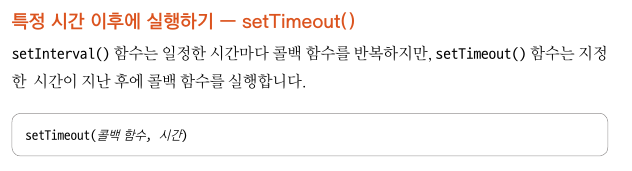 특정 시간 이후에 실행하기 — setTimeout()
setInterval() 함수는 일정한 시간마다 콜백 함수를 반복하지만, setTimeout() 함수는 지정
한 시간이 지난 후에 콜백 함수를 실행합니다.
setTimeout(콜백 함수, 시간)